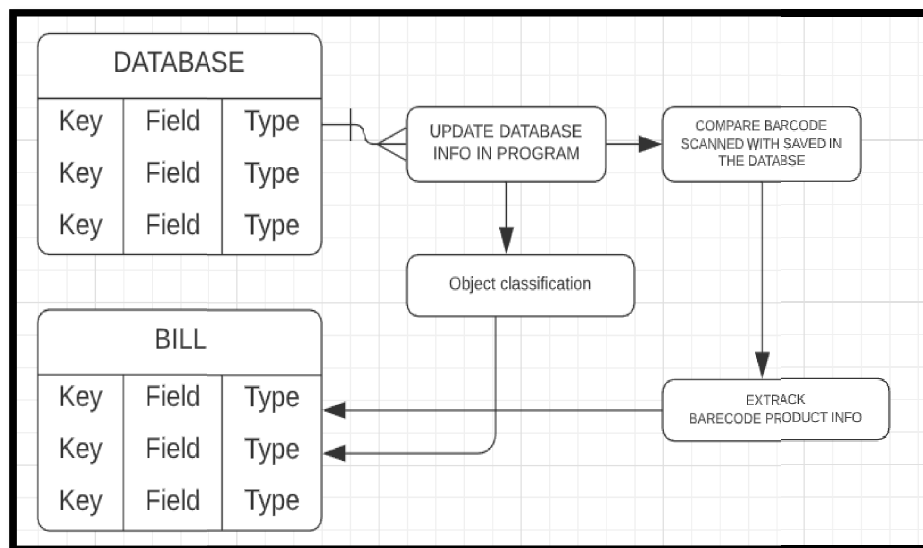 DATABASE
Key Field Type
Key Field Type
Key Field Type
UPDATE DATABASE
INFO IN PROGRAM
COMPARE BARCODE
SCANNED WITH SAVED IN
THE DATABSE
Object classification
BILL
Key Field Type
Key Field Type
Key Field Type
EXTRACK
BARECODE PRODUCT INFO